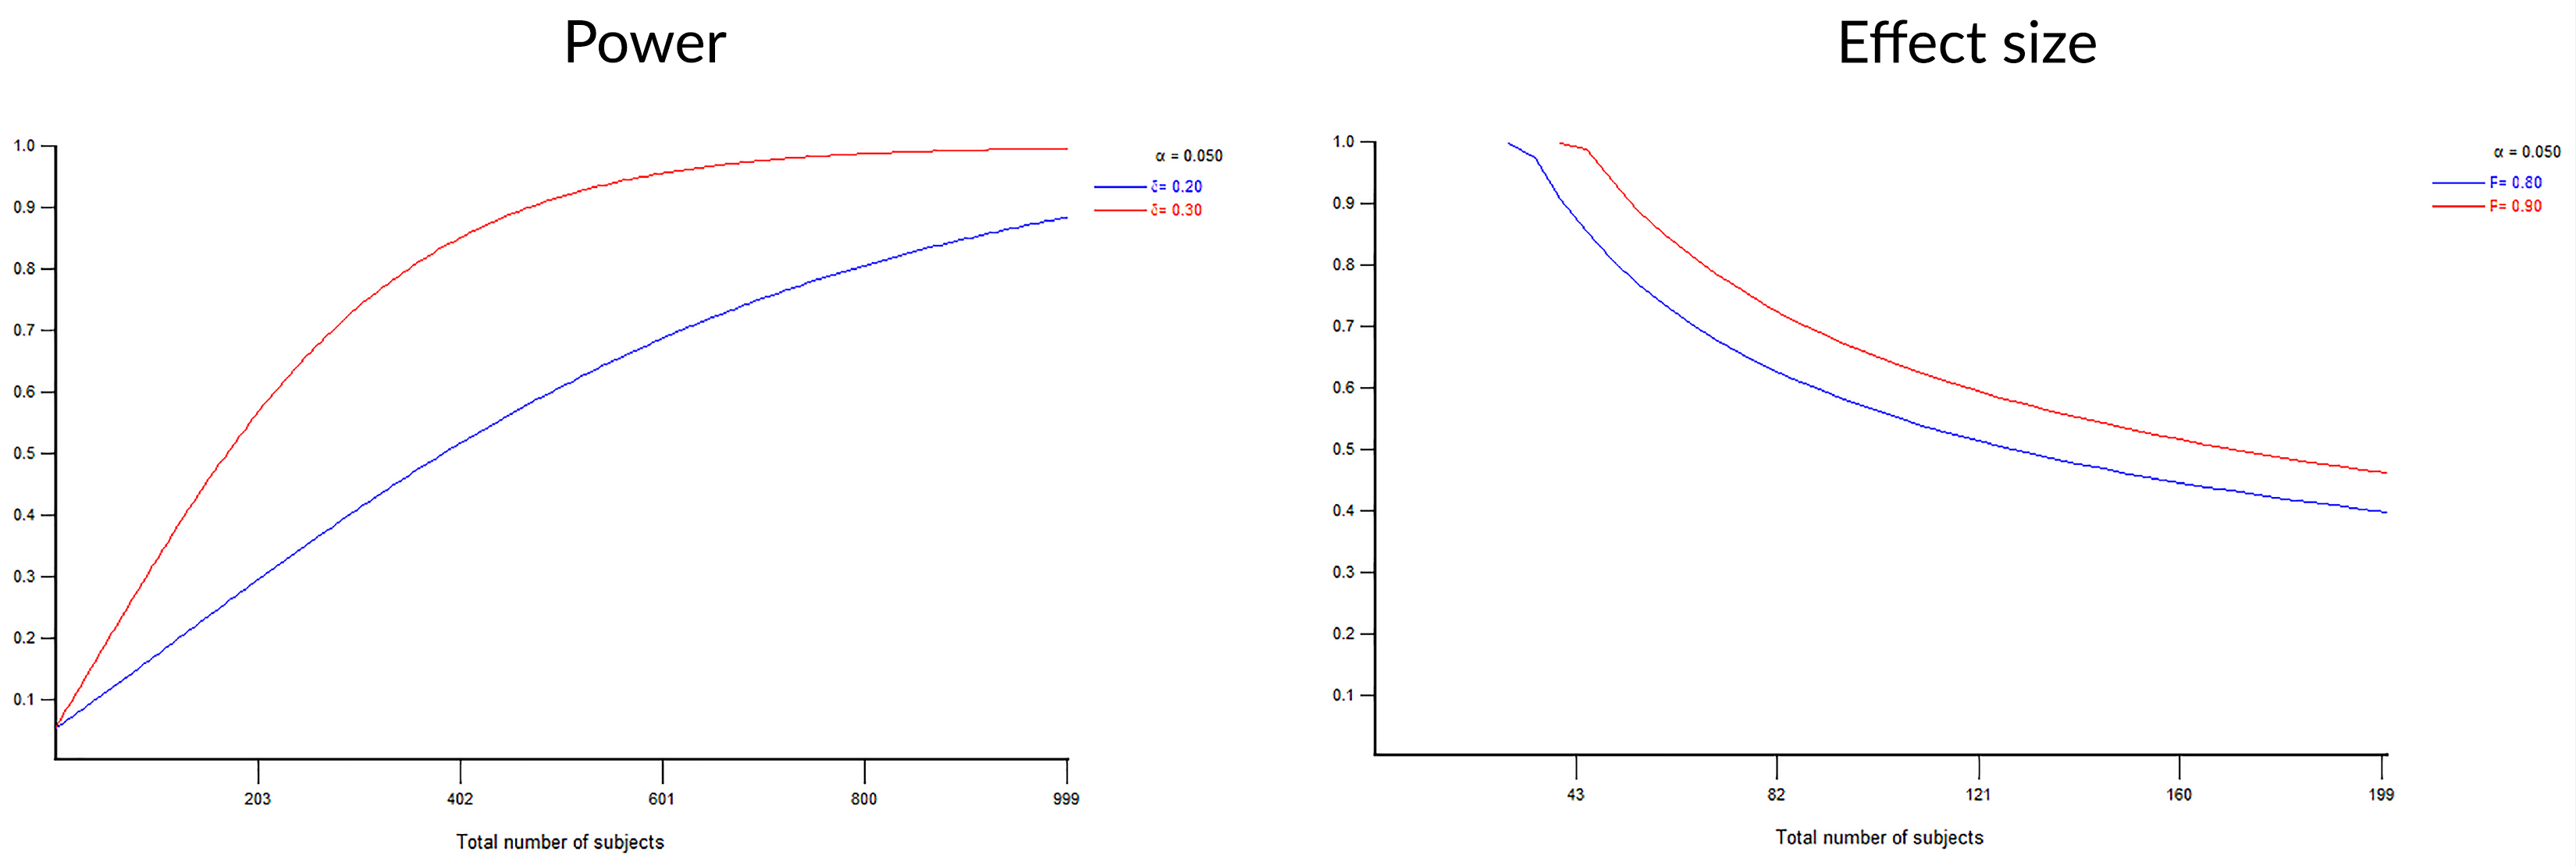 Power
1.0
0.9
0.8
0.7
0.6
0.5
0.4
0.3
0.2
0.1
203 402 601 800 999
Total number of subjects
α = 0.050
δ= 0.20
δ= 0.30
Effect size
1.0
0.9
0.8
0.7
0.6
0.5
0.4
0.3
0.2
0.1
43 82 121 160 199
Total number of subjects
α = 0.050
P= 0.80
P= 0.90